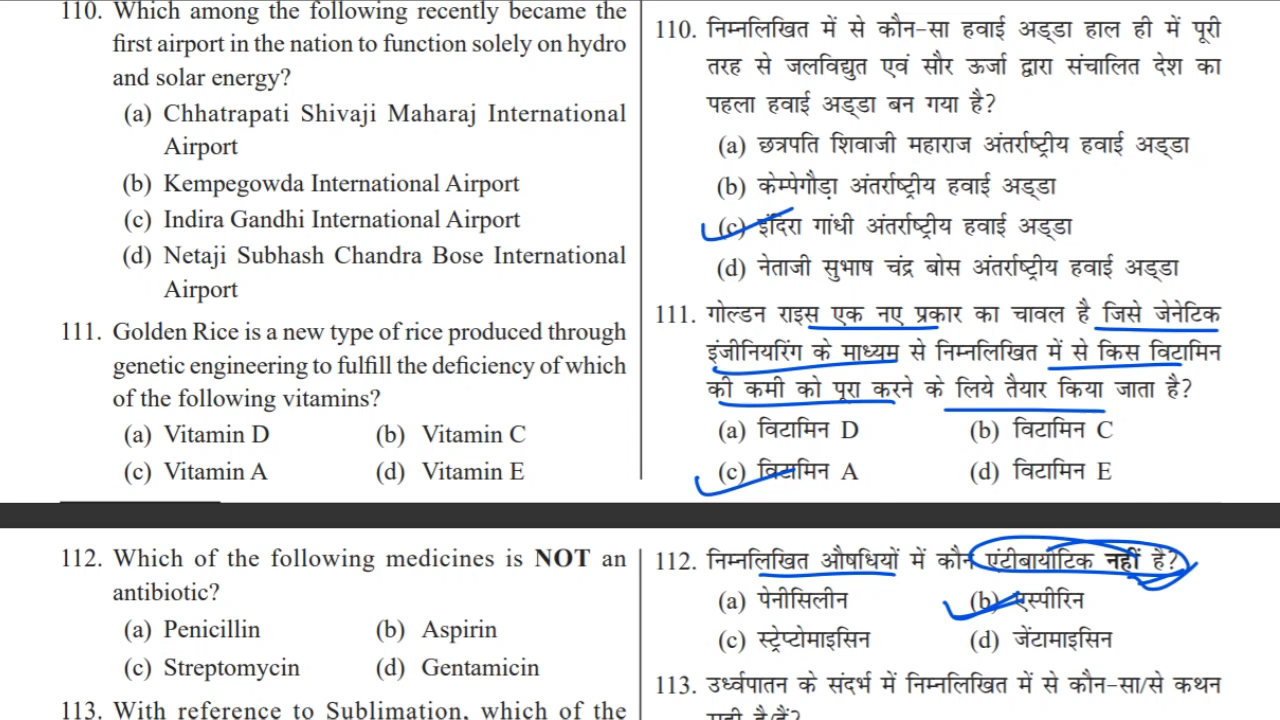 110. Which among the following recently became the
first airport in the nation to function solely on hydro
and solar energy?
(a) Chhatrapati Shivaji Maharaj International
Airport
(b) Kempegowda International Airport
(c) Indira Gandhi International Airport
(d) Netaji Subhash Chandra Bose International
Airport
111. Golden Rice is a new type of rice produced through
genetic engineering to fulfill the deficiency of which
of the following vitamins?
(a) Vitamin D (b) Vitamin C
(c) Vitamin A (d) Vitamin E
112. Which of the following medicines is NOT an
antibiotic?
(a) Penicillin (b) Aspirin
(c) Streptomycin (d) Gentamicin
113. With reference to Sublimation, which of the
110. निम्नलिखित में से कौन-सा हवाई अड्डा हाल ही में पूरी
तरह से जलविद्युत एवं सौर ऊर्जा द्वारा संचालित देश का
पहला हवाई अड्डा बन गया है?
(a) छत्रपति शिवाजी महाराज अंतर्राष्ट्रीय हवाई अड्डा
(b) केम्पेगौड़ा अंतर्राष्ट्रीय हवाई अड्डा
(c) इंदिरा गांधी अंतर्राष्ट्रीय हवाई अड्डा
(d) नेताजी सुभाष चंद्र बोस अंतर्राष्ट्रीय हवाई अड्डा
111. गोल्डन राइस एक नए प्रकार का चावल है जिसे जेनेटिक
इंजीनियरिंग के माध्यम से निम्नलिखित में से किस विटामिन
की कमी को पूरा करने के लिये तैयार किया जाता है?
(a) विटामिन D (b) विटामिन C
(c) विटामिन A (d) विटामिन E
112. निम्नलिखित औषधियों में कौन एंटीबायोटिक नहीं है?
(a) पेनीसिलीन (b) एस्पीरिन
(c) स्ट्रेप्टोमाइसिन (d) जेंटामाइसिन
113. उर्ध्वपातन के संदर्भ में निम्नलिखित में से कौन-सा/से कथन